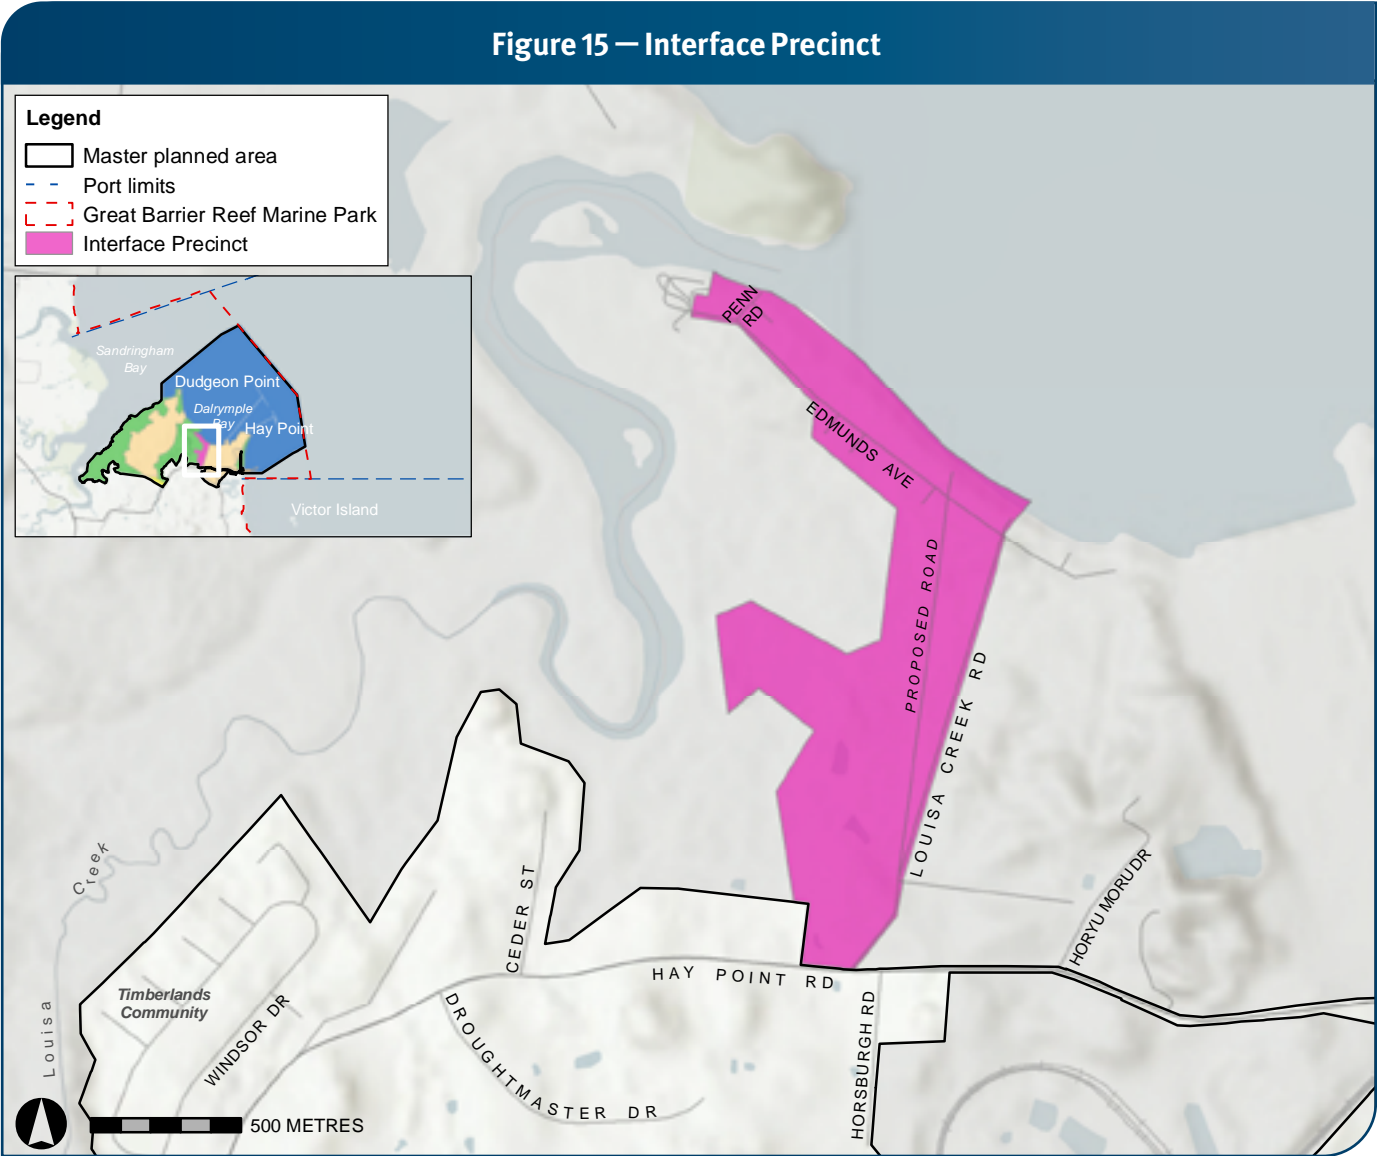 Figure 15 — Interface Precinct
Legend
Master planned area
Port limits
Great Barrier Reef Marine Park
Interface Precinct
Sandringham
Bay
Dudgeon Point
Dalrymple
Bay
Hay Point
Victor Island
PENN
RD
EDMUNDS AVE
PROPOSED ROAD
LOUISA CREEK RD
HORYU MORU DR
CEDER ST
HAY POINT RD
Timberlands
Community
WINDSOR DR
DROUGHTMASTER DR
HORSBURGH RD
Louisa
Creek
500 METRES